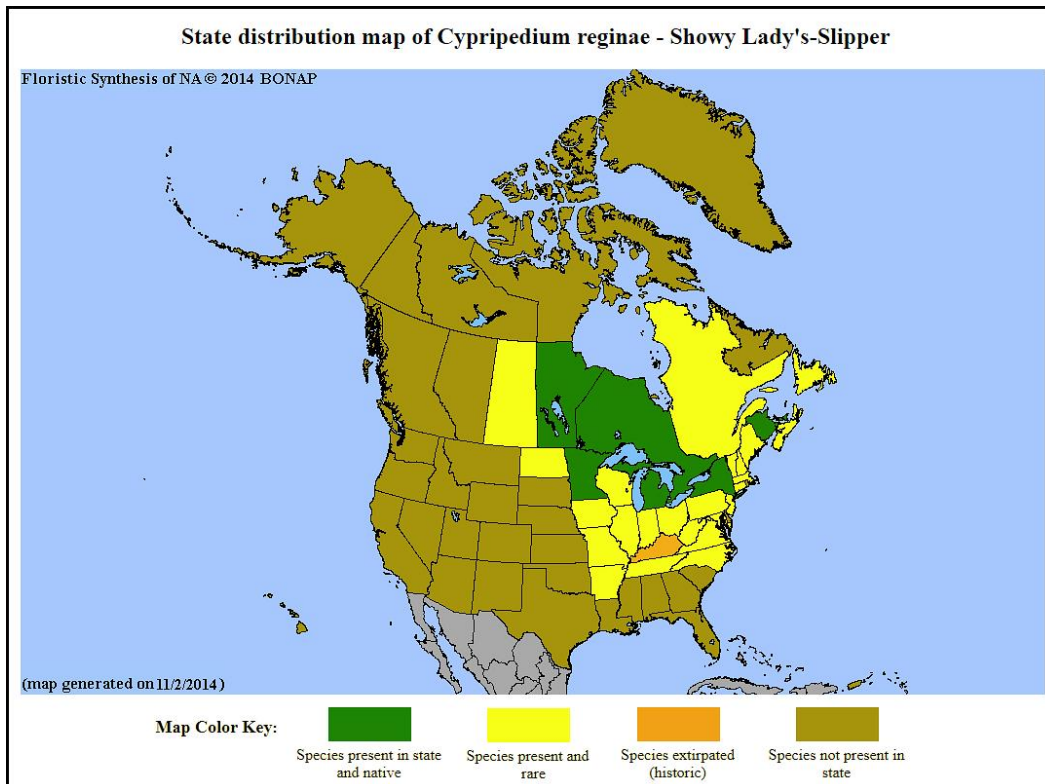 State distribution map of Cypripedium reginae - Showy Lady's-Slipper
Floristic Synthesis of NA © 2014 BONAP
(map generated on 11/2/2014)
Map Color Key:
Species present in state
and native
Species present and
rare
Species extirpated
(historic)
Species not present in
state